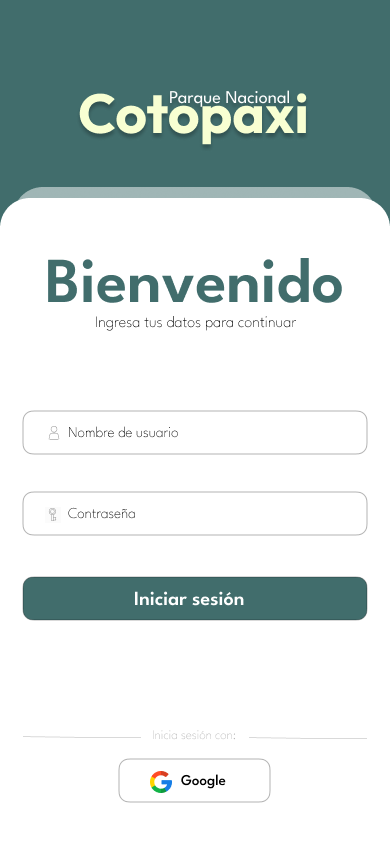 Parque Nacional
Cotopaxi
Bienvenido
Ingresa tus datos para continuar
Nombre de usuario
Contraseña
Iniciar sesión
Inicia sesión con:
Google